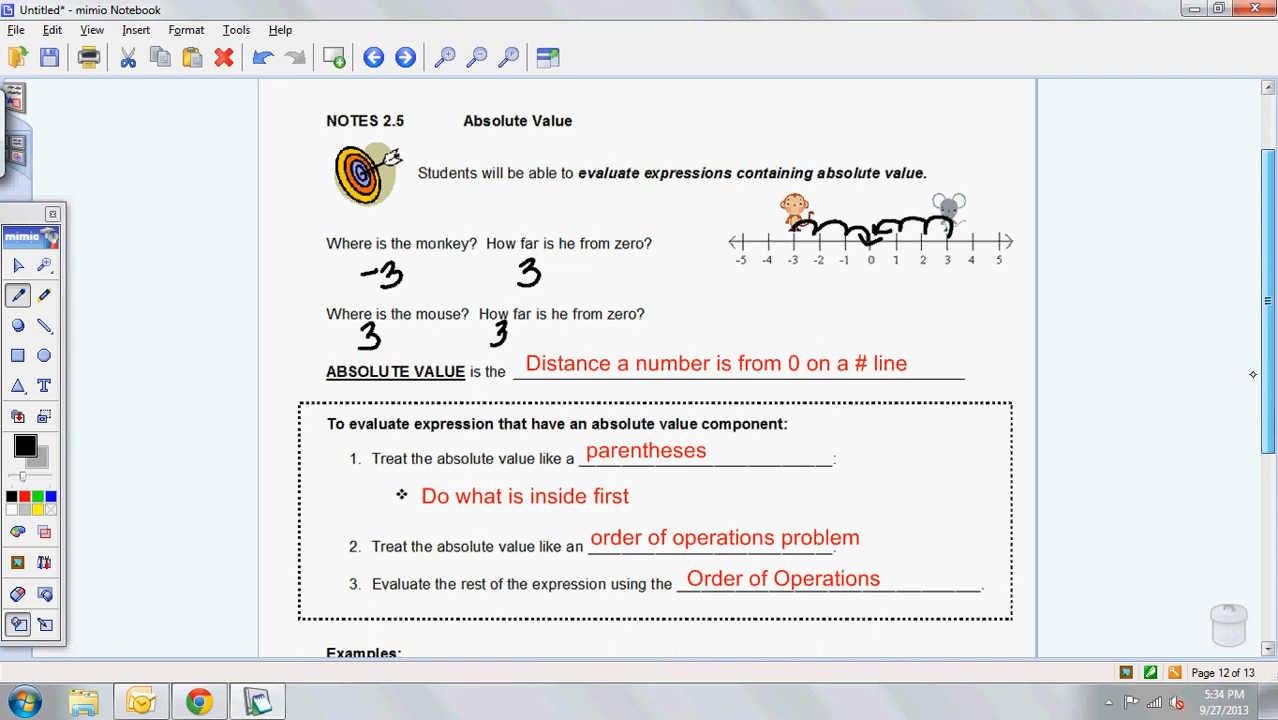 Untitled* - mimio Notebook
File Edit View Insert Format Tools Help
NOTES 2.5 Absolute Value
Students will be able to evaluate expressions containing absolute value.
Where is the monkey? How far is he from zero?
-5 -4 -3 -2 -1 0 1 2 3 4 5
-3 3
Where is the mouse? How far is he from zero?
3 3
ABSOLUTE VALUE is the Distance a number is from 0 on a # line
To evaluate expression that have an absolute value component:
1. Treat the absolute value like a parentheses:
❖ Do what is inside first
2. Treat the absolute value like an order of operations problem.
3. Evaluate the rest of the expression using the Order of Operations.
Examples:
mimio
T
Page 12 of 13
5:34 PM
9/27/2013